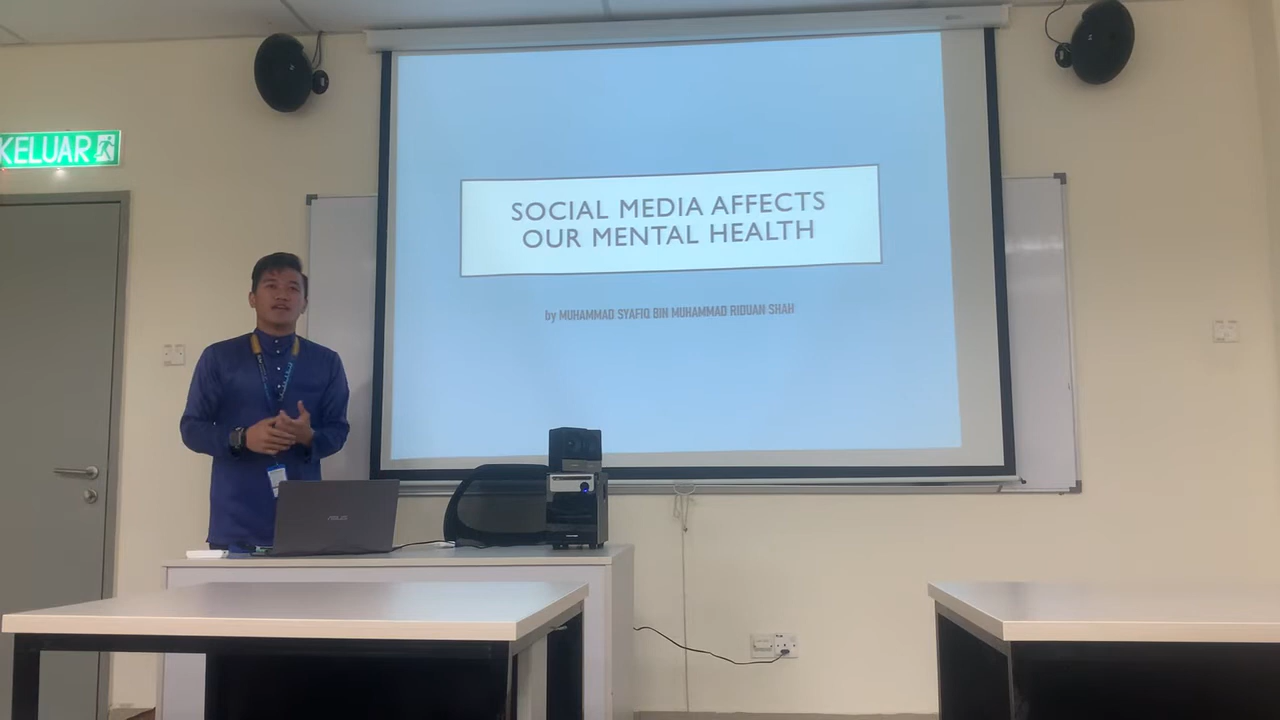 KELUAR
SOCIAL MEDIA AFFECTS
OUR MENTAL HEALTH
by MUHAMMAD SYAFIQ BIN MUHAMMAD RIDUAN SHAH
ASUS